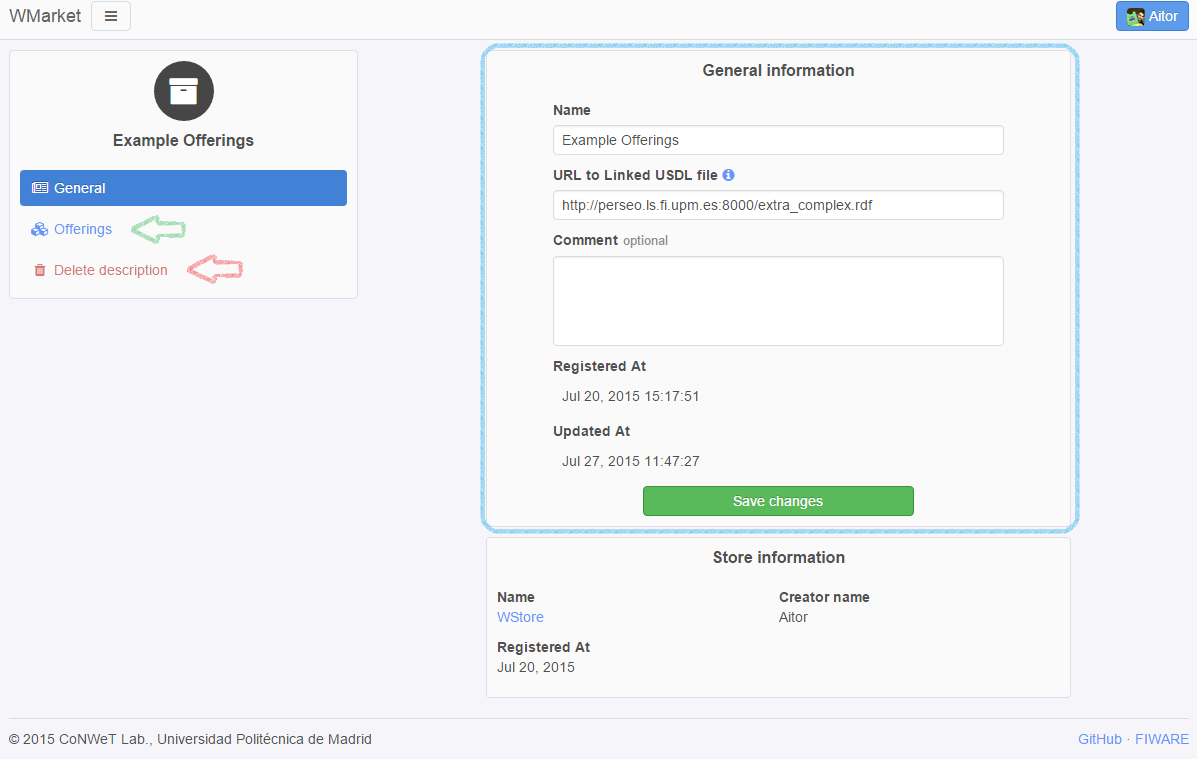 WMarket
Aitor
Example Offerings
General
Offerings
Delete description
General information
Name
Example Offerings
URL to Linked USDL file
http://perseo.ls.fi.upm.es:8000/extra_complex.rdf
Comment optional
Registered At
Jul 20, 2015 15:17:51
Updated At
Jul 27, 2015 11:47:27
Save changes
Store information
Name Creator name
WStore Aitor
Registered At
Jul 20, 2015
© 2015 CoNWeT Lab., Universidad Politécnica de Madrid GitHub · FIWARE